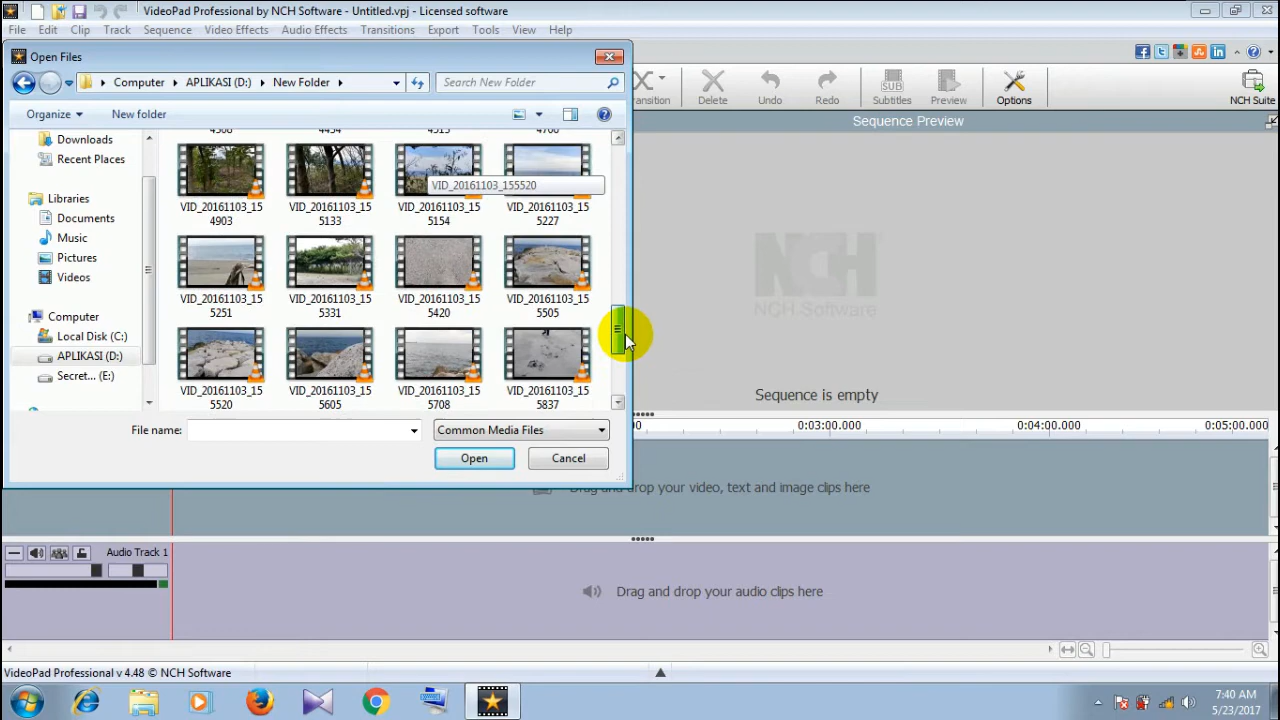 VideoPad Professional by NCH Software - Untitled.vpj - Licensed software
File Edit Clip Track Sequence Video Effects Audio Effects Transitions Export Tools View Help
Open Files
Computer APLIKASI (D:) New Folder Search New Folder
Organize New folder
Delete Undo Redo Subtitles Preview Options NCH Suite
SUB
Sequence Preview
Downloads
Recent Places
Libraries
Documents
Music
Pictures
Videos
Computer
Local Disk (C:)
APLIKASI (D:)
Secret... (E:)
VID_20161103_155520
VID_20161103_15 VID_20161103_15 VID_20161103_15 VID_20161103_15
4903 5133 5154 5227
VID_20161103_15 VID_20161103_15 VID_20161103_15 VID_20161103_15
5251 5331 5420 5505
VID_20161103_15 VID_20161103_15 VID_20161103_15 VID_20161103_15
5520 5605 5708 5837
File name: Common Media Files
Open Cancel
NCH
NCH Software
Sequence is empty
0:03:00.000 0:04:00.000 0:05:00.000
Drag and drop your video, text and image clips here
Audio Track 1
Drag and drop your audio clips here
VideoPad Professional v 4.48 © NCH Software
7:40 AM
5/23/2017